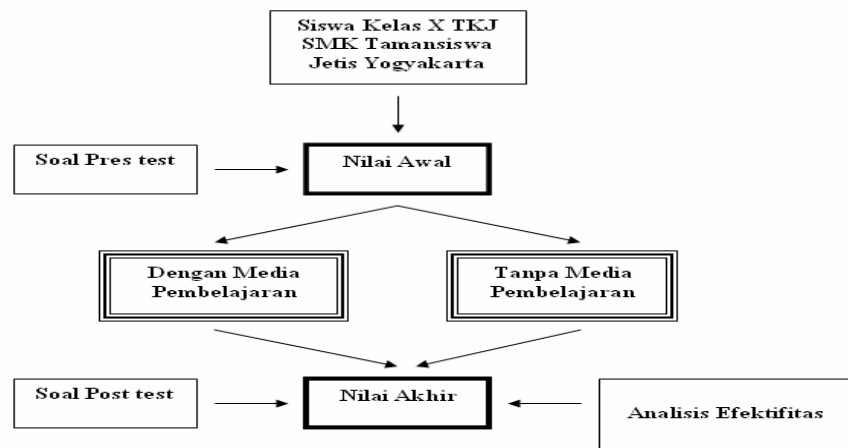 Siswa Kelas X TKJ
SMK Tamansiswa
Jetis Yogyakarta
Soal Pres test
Nilai Awal
Dengan Media
Pembelajaran
Tanpa Media
Pembelajaran
Soal Post test
Nilai Akhir
Analisis Efektifitas